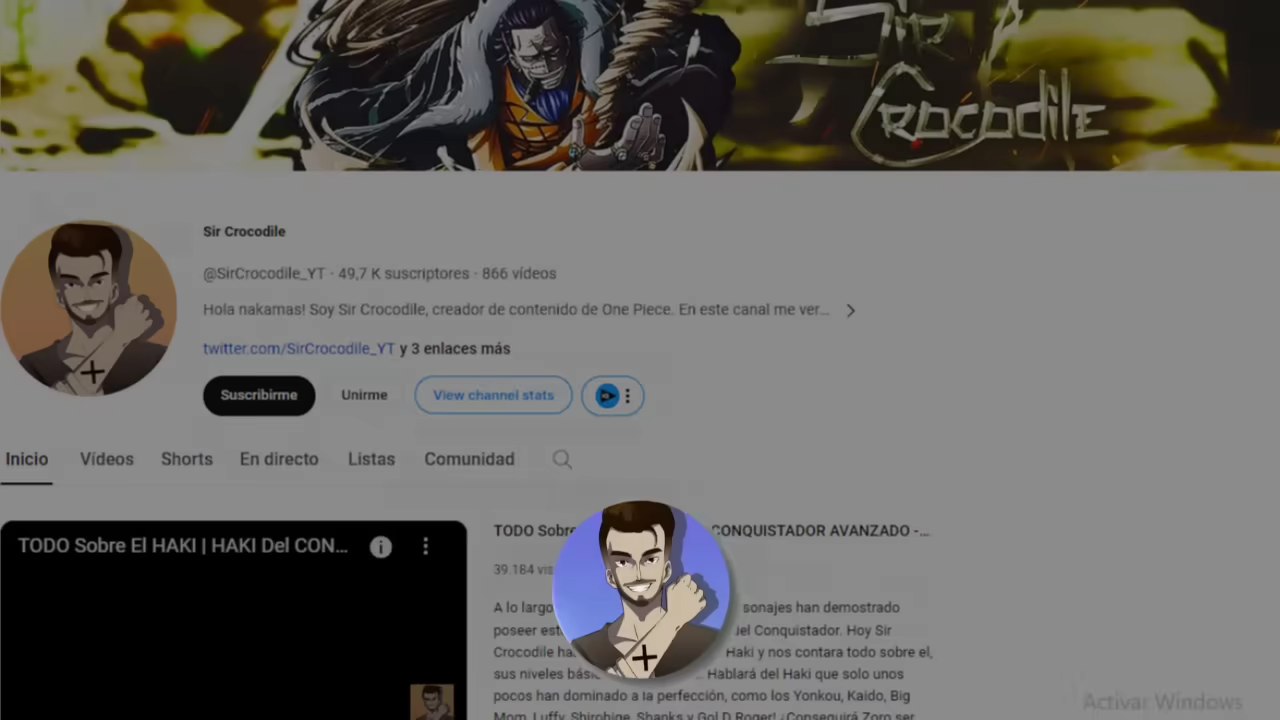 Sir
Crocodile
Sir Crocodile
@SirCrocodile_YT · 49,7 K suscriptores · 866 vídeos
Hola nakamas! Soy Sir Crocodile, creador de contenido de One Piece. En este canal me ver...
twitter.com/SirCrocodile_YT y 3 enlaces más
Suscribirme
Unirme
View channel stats
Inicio
Vídeos
Shorts
En directo
Listas
Comunidad
TODO Sobre El HAKI | HAKI Del CON...
TODO Sobre CONQUISTADOR AVANZADO -...
39.184
A lo largo sonajes han demostrado
poseer del Conquistador. Hoy Sir
Crocodile Haki y nos contara todo sobre el,
sus niveles Hablará del Haki que solo unos
pocos han dominado a la perfección, como los Yonkou, Kaido, Big
Mom, Luffy, Shirohige, Shanks y Gol D Roger! ¿Conseguirá Zoro ser
Activar Windows